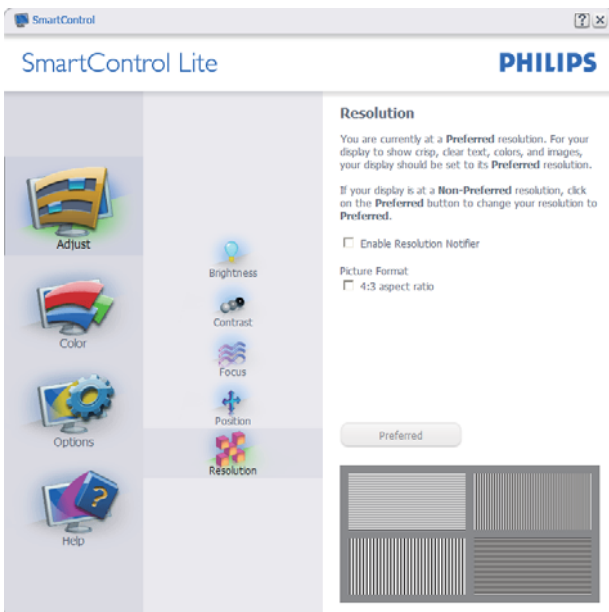 SmartControl
SmartControl Lite
PHILIPS
Adjust
Color
Options
Help
Brightness
Contrast
Focus
Position
Resolution
Resolution
You are currently at a Preferred resolution. For your
display to show crisp, clear text, colors, and images,
your display should be set to its Preferred resolution.
If your display is at a Non-Preferred resolution, click
on the Preferred button to change your resolution to
Preferred.
Enable Resolution Notifier
Picture Format
4:3 aspect ratio
Preferred